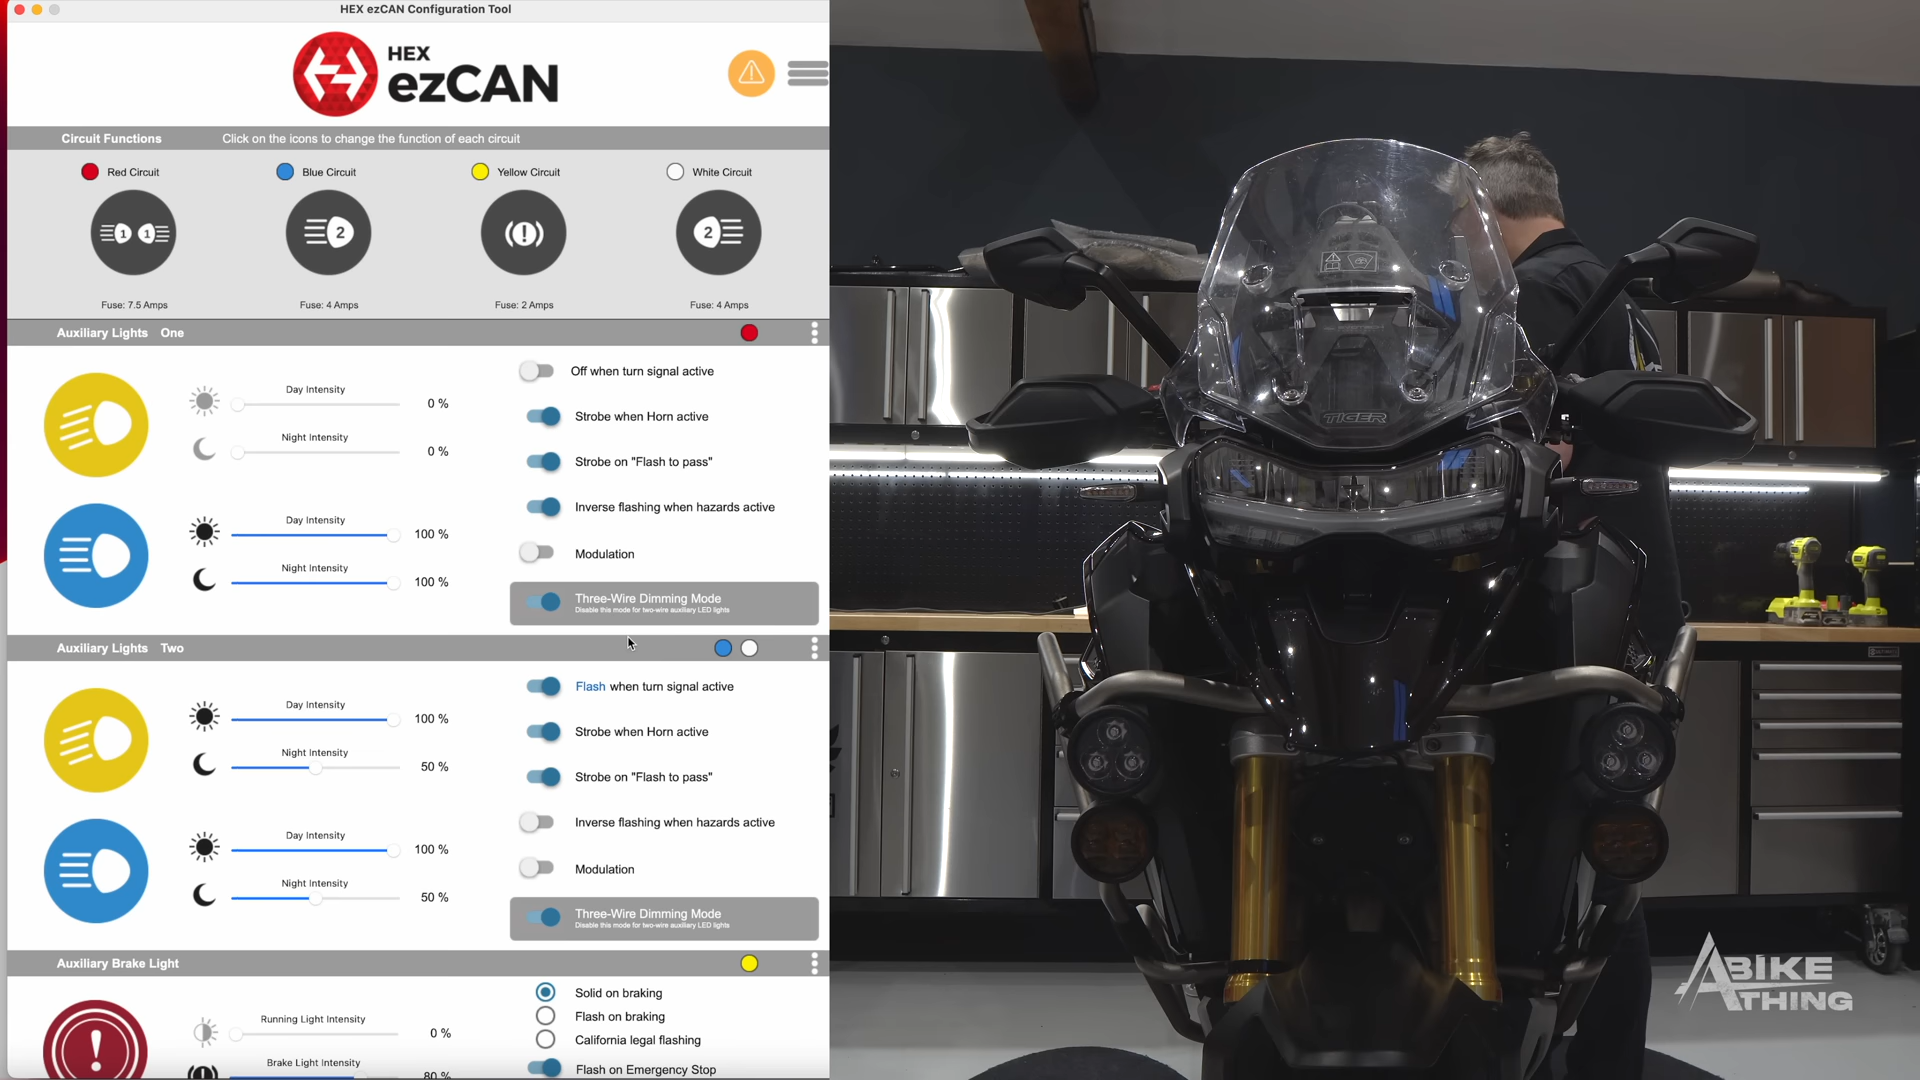 HEX ezCAN Configuration Tool
HEX
ezCAN
Circuit Functions Click on the icons to change the function of each circuit
Red Circuit Blue Circuit Yellow Circuit White Circuit
1 1 2 2
Fuse: 7.5 Amps Fuse: 4 Amps Fuse: 2 Amps Fuse: 4 Amps
Auxiliary Lights One
Off when turn signal active
Day Intensity
0 %
Strobe when Horn active
Night Intensity
0 %
Strobe on "Flash to pass"
Inverse flashing when hazards active
Day Intensity
100 %
Modulation
Night Intensity
100 %
Three-Wire Dimming Mode
Disable this mode for two-wire auxiliary LED lights
Auxiliary Lights Two
Flash when turn signal active
Day Intensity
100 %
Strobe when Horn active
Night Intensity
50 %
Strobe on "Flash to pass"
Inverse flashing when hazards active
Day Intensity
100 %
Modulation
Night Intensity
50 %
Three-Wire Dimming Mode
Disable this mode for two-wire auxiliary LED lights
Auxiliary Brake Light
Solid on braking
Running Light Intensity
0 %
Flash on braking
California legal flashing
Brake Light Intensity
80 %
Flash on Emergency Stop
TIGER
A BIKE
THING